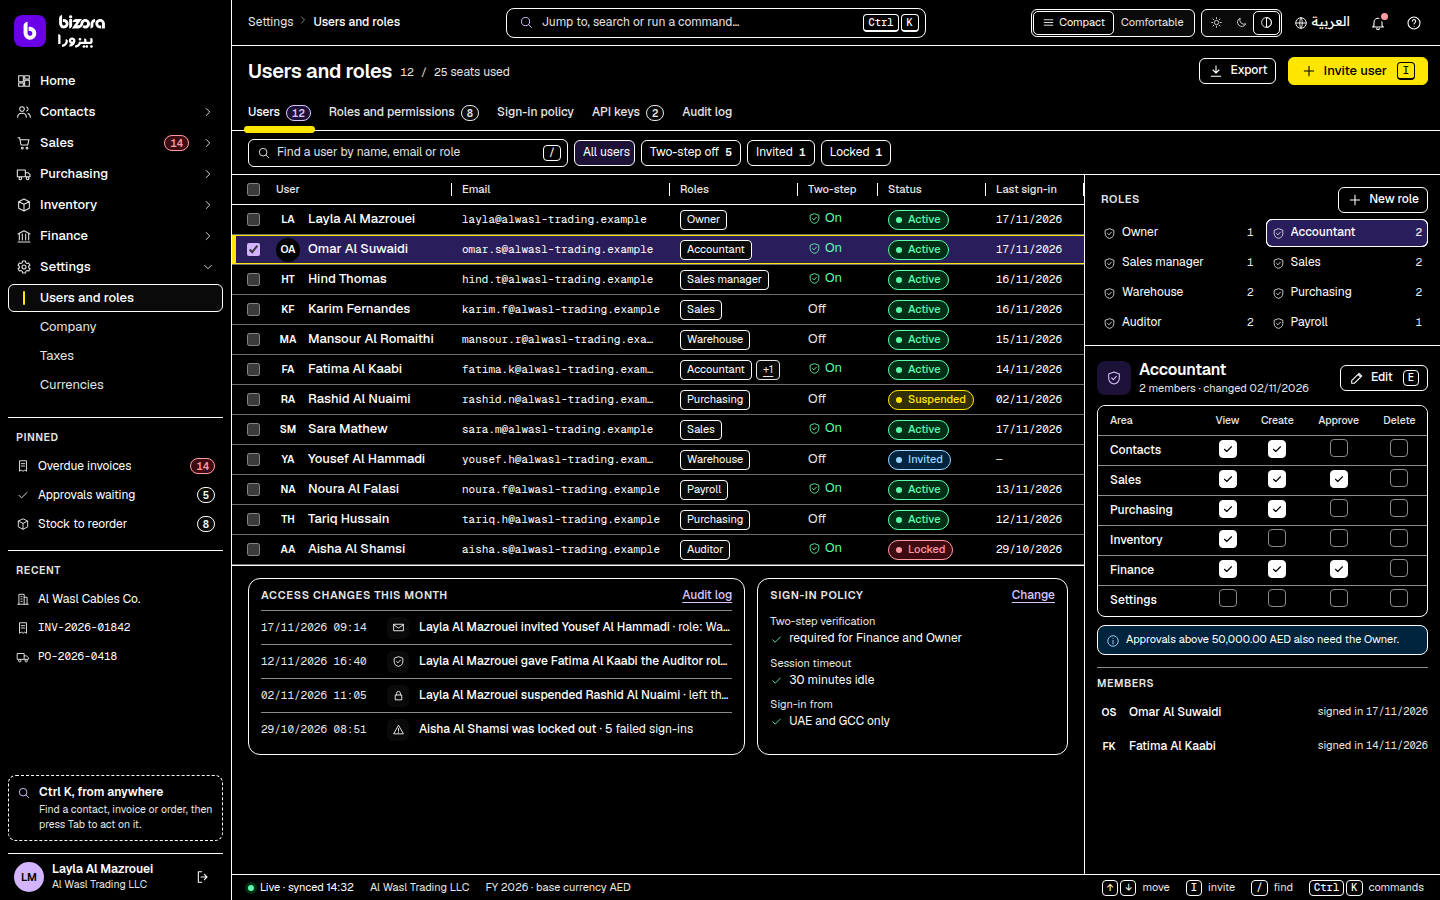 bizora
بيزورا
Home
Contacts
Sales 14
Purchasing
Inventory
Finance
Settings
Users and roles
Company
Taxes
Currencies
PINNED
Overdue invoices 14
Approvals waiting 5
Stock to reorder 8
RECENT
Al Wasl Cables Co.
INV-2026-01842
PO-2026-0418
Ctrl K, from anywhere
Find a contact, invoice or order, then
press Tab to act on it.
LM Layla Al Mazrouei
Al Wasl Trading LLC
Settings Users and roles
Jump to, search or run a command... Ctrl K
Compact Comfortable
العربية
Users and roles 12 / 25 seats used
Export
Invite user I
Users 12 Roles and permissions 8 Sign-in policy API keys 2 Audit log
Find a user by name, email or role /
All users Two-step off 5 Invited 1 Locked 1
User Email Roles Two-step Status Last sign-in
LA Layla Al Mazrouei layla@alwasl-trading.example Owner On Active 17/11/2026
OA Omar Al Suwaidi omar.s@alwasl-trading.example Accountant On Active 17/11/2026
HT Hind Thomas hind.t@alwasl-trading.example Sales manager On Active 16/11/2026
KF Karim Fernandes karim.f@alwasl-trading.example Sales Off Active 16/11/2026
MA Mansour Al Romaithi mansour.r@alwasl-trading.exa… Warehouse Off Active 15/11/2026
FA Fatima Al Kaabi fatima.k@alwasl-trading.exam… Accountant +1 On Active 14/11/2026
RA Rashid Al Nuaimi rashid.n@alwasl-trading.exam… Purchasing Off Suspended 02/11/2026
SM Sara Mathew sara.m@alwasl-trading.example Sales On Active 17/11/2026
YA Yousef Al Hammadi yousef.h@alwasl-trading.exam… Warehouse Off Invited –
NA Noura Al Falasi noura.f@alwasl-trading.example Payroll On Active 13/11/2026
TH Tariq Hussain tariq.h@alwasl-trading.example Purchasing Off Active 12/11/2026
AA Aisha Al Shamsi aisha.s@alwasl-trading.example Auditor On Locked 29/10/2026
ACCESS CHANGES THIS MONTH Audit log
17/11/2026 09:14 Layla Al Mazrouei invited Yousef Al Hammadi · role: Wa…
12/11/2026 16:40 Layla Al Mazrouei gave Fatima Al Kaabi the Auditor rol…
02/11/2026 11:05 Layla Al Mazrouei suspended Rashid Al Nuaimi · left th…
29/10/2026 08:51 Aisha Al Shamsi was locked out · 5 failed sign-ins
SIGN-IN POLICY Change
Two-step verification
required for Finance and Owner
Session timeout
30 minutes idle
Sign-in from
UAE and GCC only
ROLES New role
Owner 1 Accountant 2
Sales manager 1 Sales 2
Warehouse 2 Purchasing 2
Auditor 2 Payroll 1
Accountant
2 members · changed 02/11/2026
Edit E
Area View Create Approve Delete
Contacts
Sales
Purchasing
Inventory
Finance
Settings
Approvals above 50,000.00 AED also need the Owner.
MEMBERS
OS Omar Al Suwaidi signed in 17/11/2026
FK Fatima Al Kaabi signed in 14/11/2026
Live · synced 14:32 Al Wasl Trading LLC FY 2026 · base currency AED
↑ ↓ move I invite / find Ctrl K commands